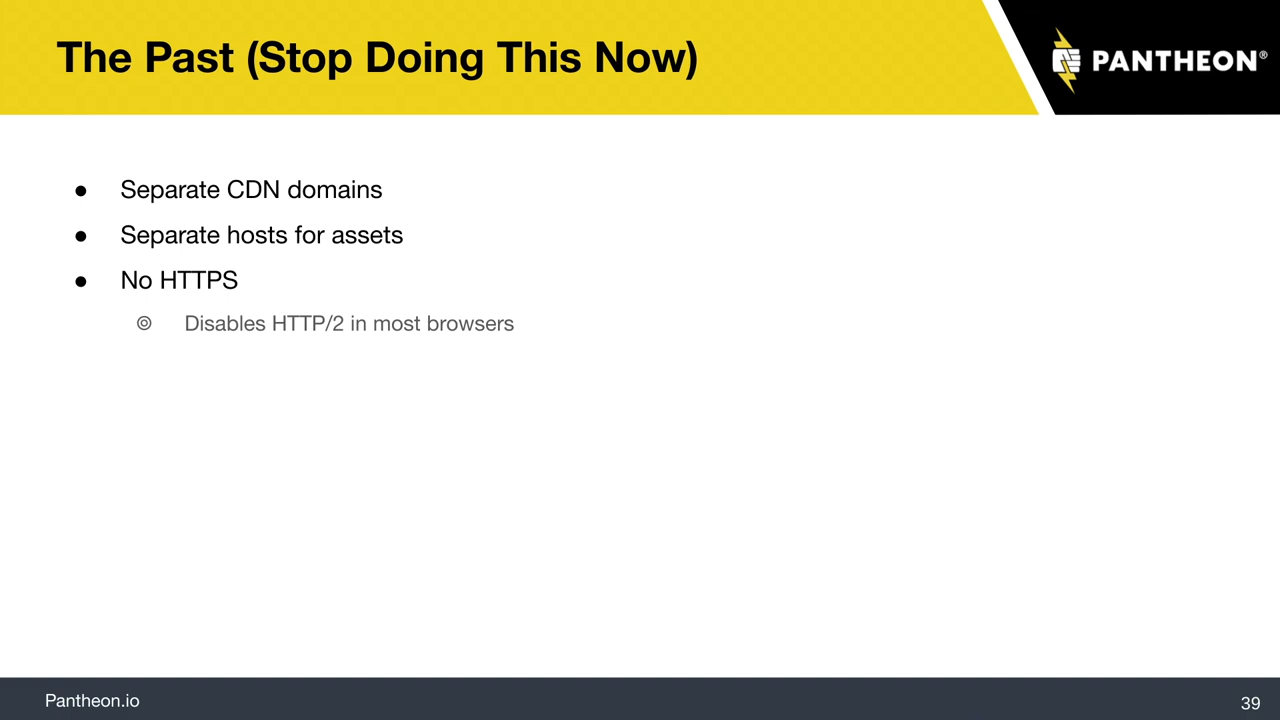 The Past (Stop Doing This Now)
PANTHEON®
● Separate CDN domains
● Separate hosts for assets
● No HTTPS
◎ Disables HTTP/2 in most browsers
Pantheon.io
39